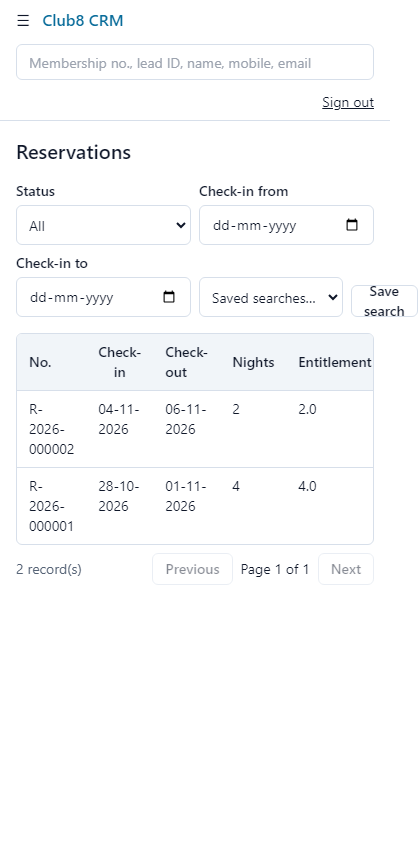 ☰ Club8 CRM
Membership no., lead ID, name, mobile, email
Sign out
Reservations
Status
Check-in from
All
dd-mm-yyyy
Check-in to
dd-mm-yyyy
Saved searches...
Save
search
No. Check- Check- Nights Entitlement
in out
R- 04-11- 06-11- 2 2.0
2026- 2026 2026
000002
R- 28-10- 01-11- 4 4.0
2026- 2026 2026
000001
2 record(s) Previous Page 1 of 1 Next